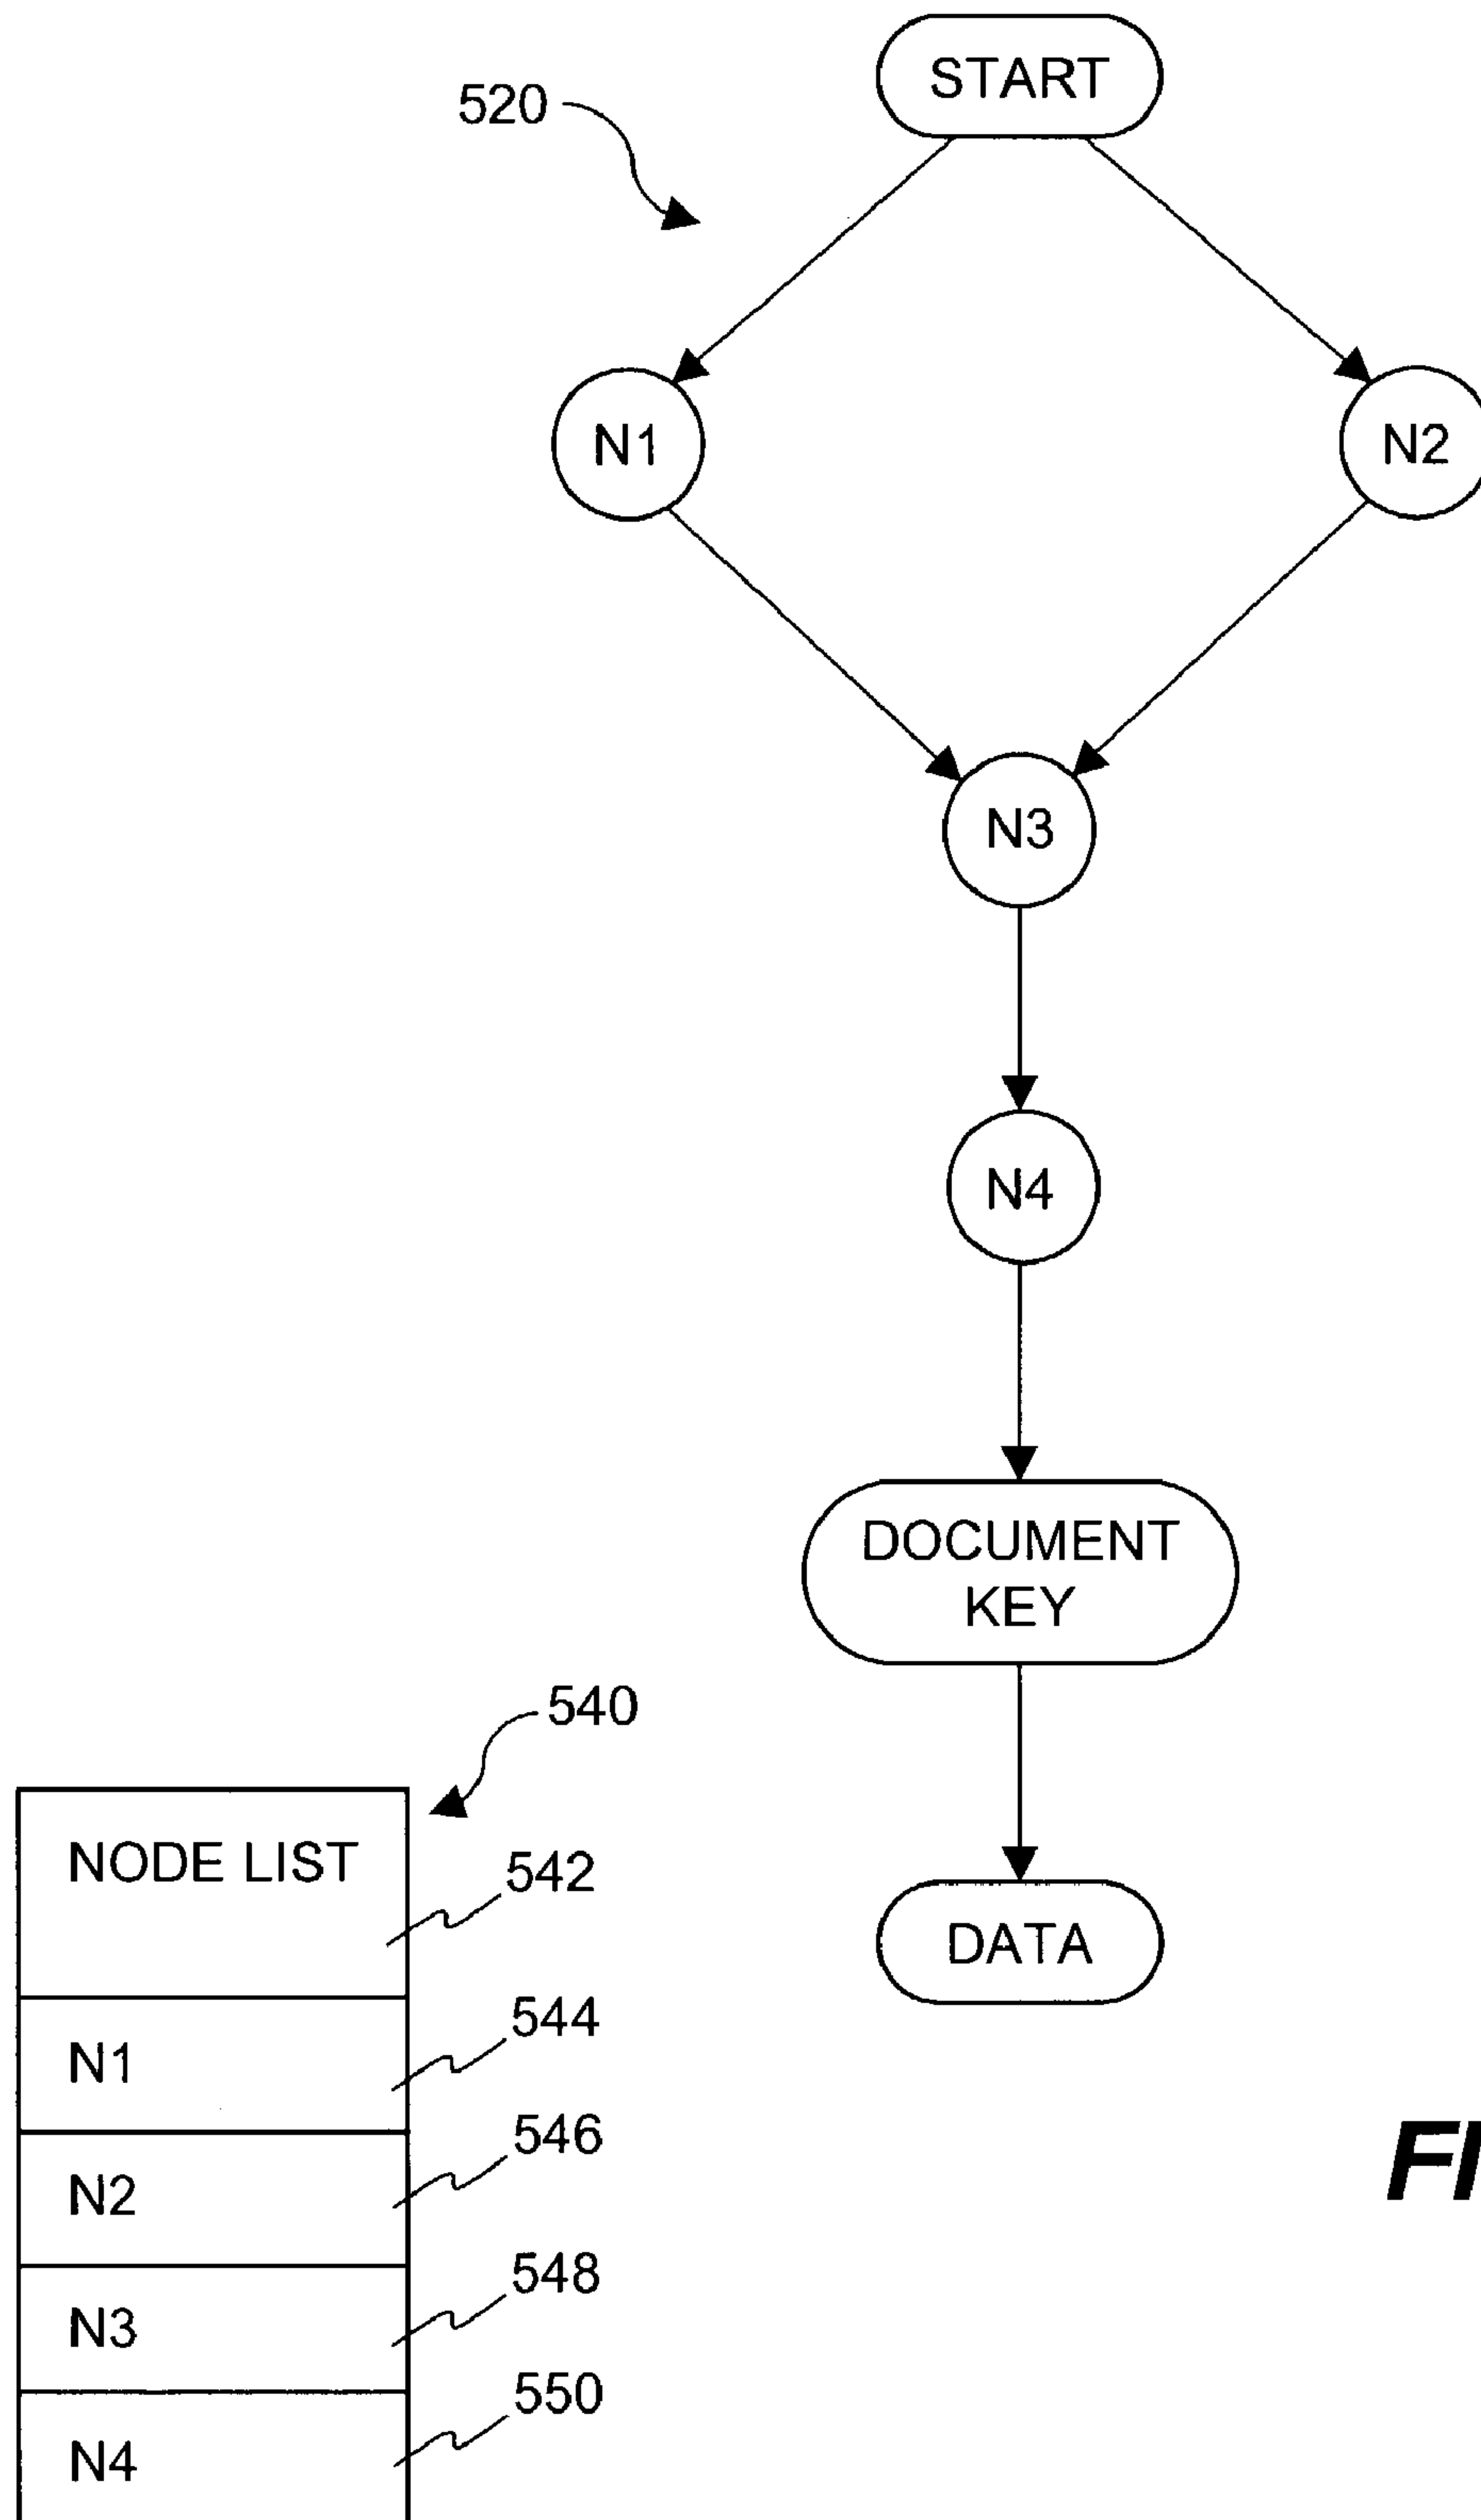 START
520
N1
N2
N3
N4
DOCUMENT
KEY
540
NODE LIST
542
DATA
544
N1
546
N2
548
N3
550
N4